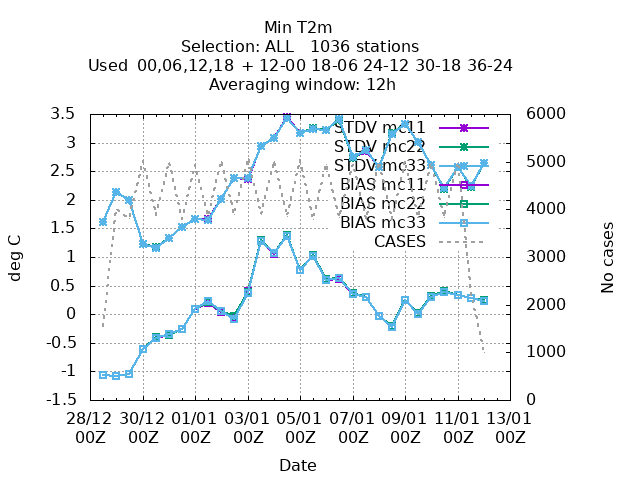 Min T2m
Selection: ALL   1036 stations
Used  00,06,12,18  + 12-00 18-06 24-12 30-18 36-24
Averaging window: 12h
3.5
3
2.5
2
1.5
1
0.5
0
-0.5
-1
-1.5
deg C
6000
5000
4000
3000
2000
1000
0
No cases
STDV mc11
STDV mc22
STDV mc33
BIAS mc11
BIAS mc22
BIAS mc33
CASES
28/12 30/12 01/01 03/01 05/01 07/01 09/01 11/01 13/01
00Z 00Z 00Z 00Z 00Z 00Z 00Z 00Z 00Z
Date